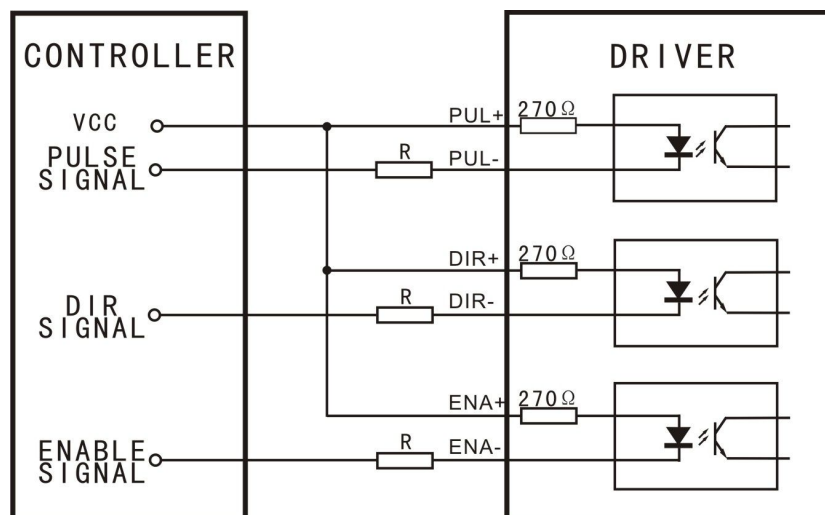 CONTROLLER
DRIVER
VCC
PUL+
270Ω
PULSE
SIGNAL
R
PUL-
DIR+
270Ω
DIR
SIGNAL
R
DIR-
ENA+
270Ω
ENABLE
SIGNAL
R
ENA-